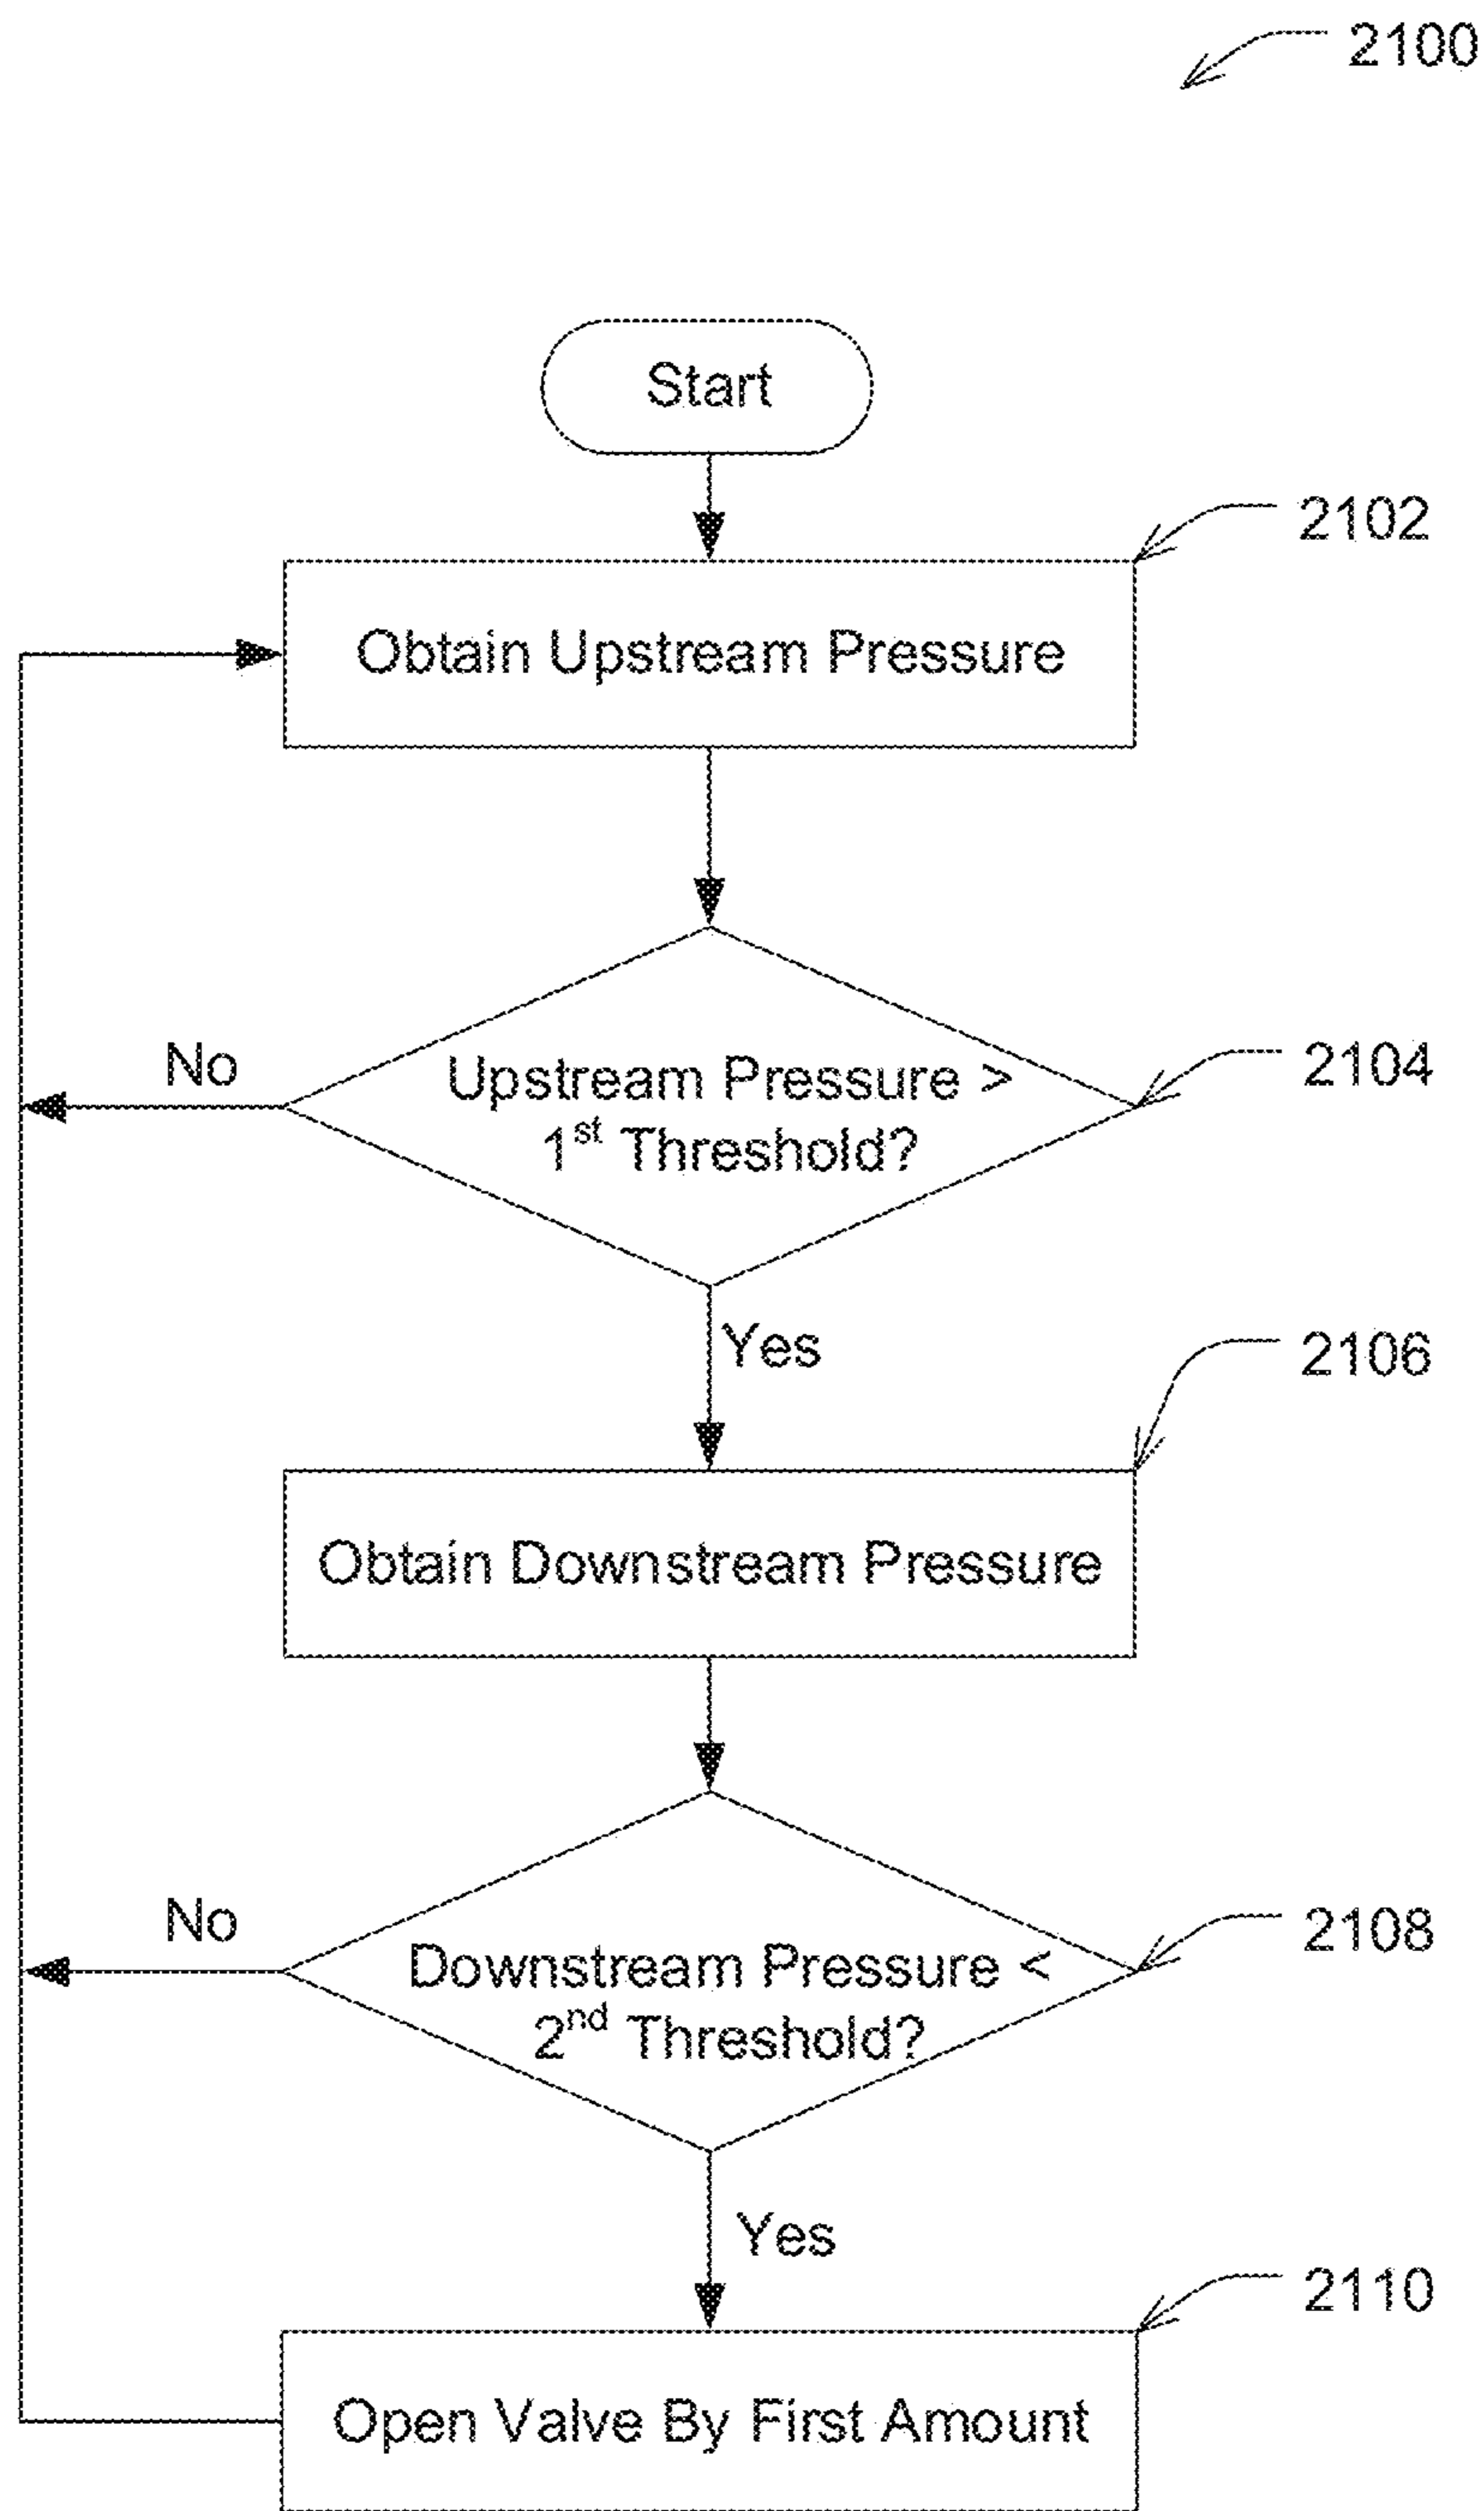 2100
Start
2102
Obtain Upstream Pressure
No
Upstream Pressure >
1st Threshold?
2104
Yes
2106
Obtain Downstream Pressure
No
Downstream Pressure <
2nd Threshold?
2108
Yes
2110
Open Valve By First Amount